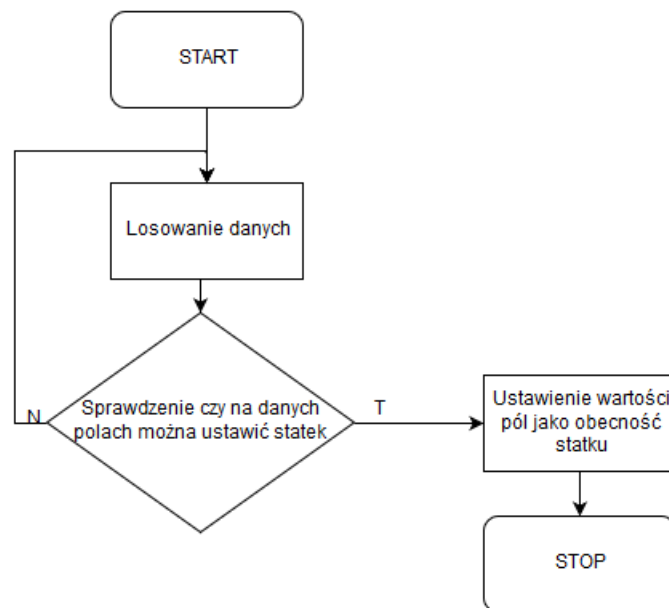 START
Losowanie danych
Sprawdzenie czy na danych
polach można ustawić statek
N
T
Ustawienie wartości
pól jako obecność
statku
STOP